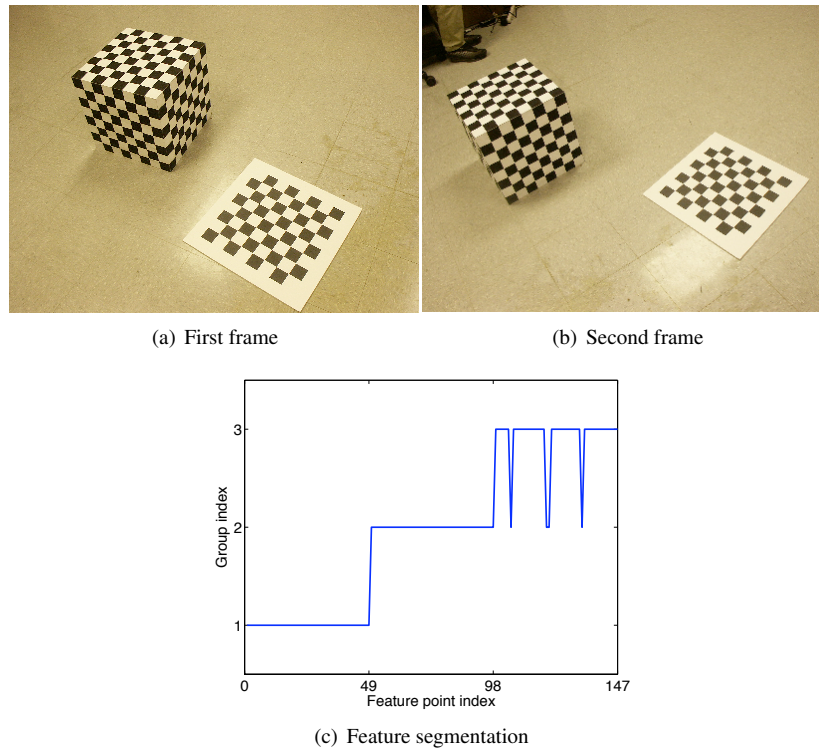 (a) First frame
(b) Second frame
3
2
1
Group index
0 49 98 147
Feature point index
(c) Feature segmentation